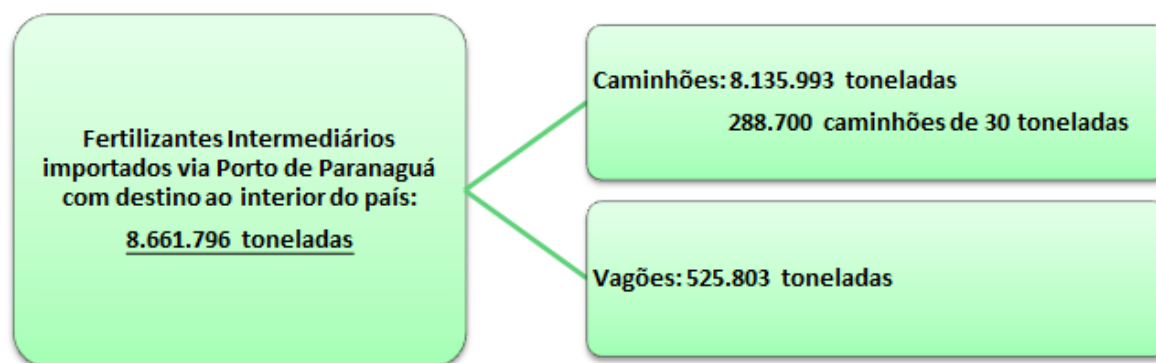 Fertilizantes Intermediários
importados via Porto de Paranaguá
com destino ao interior do país:
8.661.796 toneladas
Caminhões: 8.135.993 toneladas
288.700 caminhões de 30 toneladas
Vagões: 525.803 toneladas